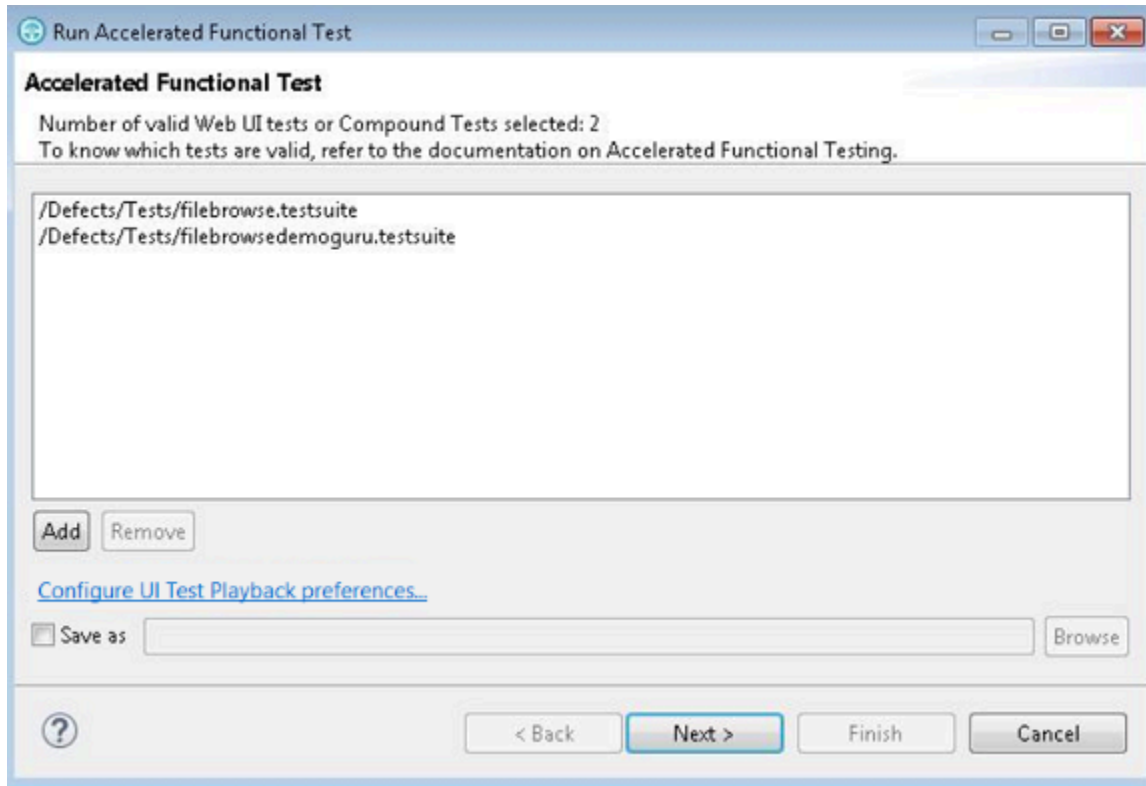 Run Accelerated Functional Test
Accelerated Functional Test
Number of valid Web UI tests or Compound Tests selected: 2
To know which tests are valid, refer to the documentation on Accelerated Functional Testing.
/Defects/Tests/filebrowse.testsuite
/Defects/Tests/filebrowsedemoguru.testsuite
Add Remove
Configure UI Test Playback preferences...
Save as Browse
? < Back Next > Finish Cancel